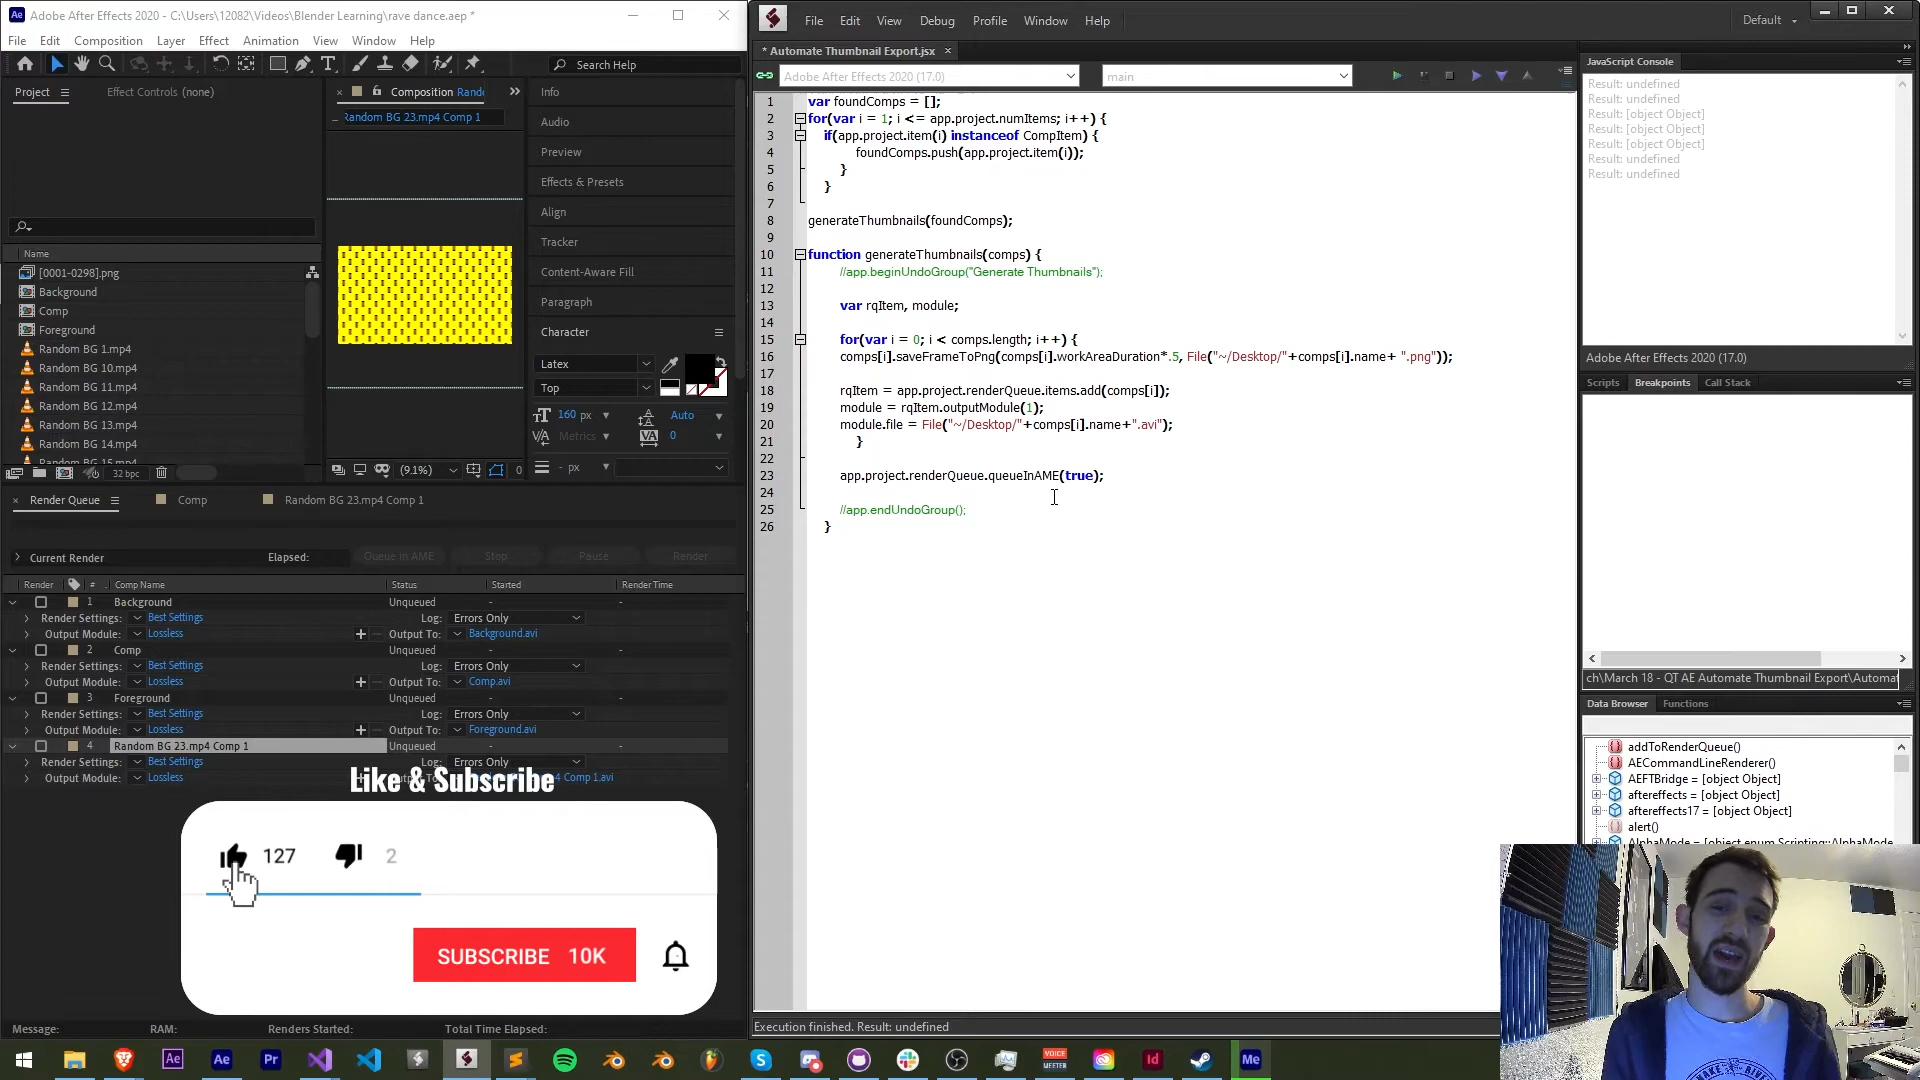 Adobe After Effects 2020 - C:\Users\12082\Videos\Blender Learning\rave dance.aep *
File Edit Composition Layer Effect Animation View Window Help
Search Help
Project
Effect Controls (none)
Composition
Random BG 23.mp4 Comp 1
Name
[0001-0298].png
Background
Comp
Foreground
Random BG 1.mp4
Random BG 10.mp4
Random BG 11.mp4
Random BG 12.mp4
Random BG 13.mp4
Random BG 14.mp4
32 bpc
(9.1%)
Info
Audio
Preview
Effects & Presets
Align
Tracker
Content-Aware Fill
Paragraph
Character
Latex
Top
160 px
Auto
Metrics
0
- px
Render Queue
Comp
Random BG 23.mp4 Comp 1
Current Render
Elapsed:
Queue in AME
Stop
Pause
Render
Render # Comp Name Status Started Render Time
1 Background Unqueued - -
Render Settings: Best Settings Log: Errors Only
Output Module: Lossless Output To: Background.avi
2 Comp Unqueued - -
Render Settings: Best Settings Log: Errors Only
Output Module: Lossless Output To: Comp.avi
3 Foreground Unqueued - -
Render Settings: Best Settings Log: Errors Only
Output Module: Lossless Output To: Foreground.avi
4 Random BG 23.mp4 Comp 1 Unqueued - -
Render Settings: Best Settings Log: Errors Only
Output Module: Lossless 4 Comp 1.avi
Like & Subscribe
127
2
SUBSCRIBE 10K
Message:
RAM:
Renders Started:
Total Time Elapsed:
File Edit View Debug Profile Window Help
Default
* Automate Thumbnail Export.jsx
Adobe After Effects 2020 (17.0)
main
1 var foundComps = [];
2 for(var i = 1; i <= app.project.numItems; i++) {
3 if(app.project.item(i) instanceof CompItem) {
4 foundComps.push(app.project.item(i));
5 }
6 }
7
8 generateThumbnails(foundComps);
9
10 function generateThumbnails(comps) {
11 //app.beginUndoGroup("Generate Thumbnails");
12
13 var rqItem, module;
14
15 for(var i = 0; i < comps.length; i++) {
16 comps[i].saveFrameToPng(comps[i].workAreaDuration*.5, File("~/Desktop/"+comps[i].name+ ".png"));
17
18 rqItem = app.project.renderQueue.items.add(comps[i]);
19 module = rqItem.outputModule(1);
20 module.file = File("~/Desktop/"+comps[i].name+".avi");
21 }
22
23 app.project.renderQueue.queueInAME(true);
24
25 //app.endUndoGroup();
26 }
Execution finished. Result: undefined
JavaScript Console
Result: undefined
Result: undefined
Result: [object Object]
Result: [object Object]
Result: [object Object]
Result: undefined
Result: undefined
Adobe After Effects 2020 (17.0)
Scripts
Breakpoints
Call Stack
ch\March 18 - QT AE Automate Thumbnail Export\Automat
Data Browser
Functions
addToRenderQueue()
AECommandLineRenderer()
AEFTBridge = [object Object]
aftereffects = [object Object]
aftereffects17 = [object Object]
alert()
AlphaMode = [object enum Scripting::AlphaMode
Ae
Ae
Pr
VOICE MEETER
Id
Me